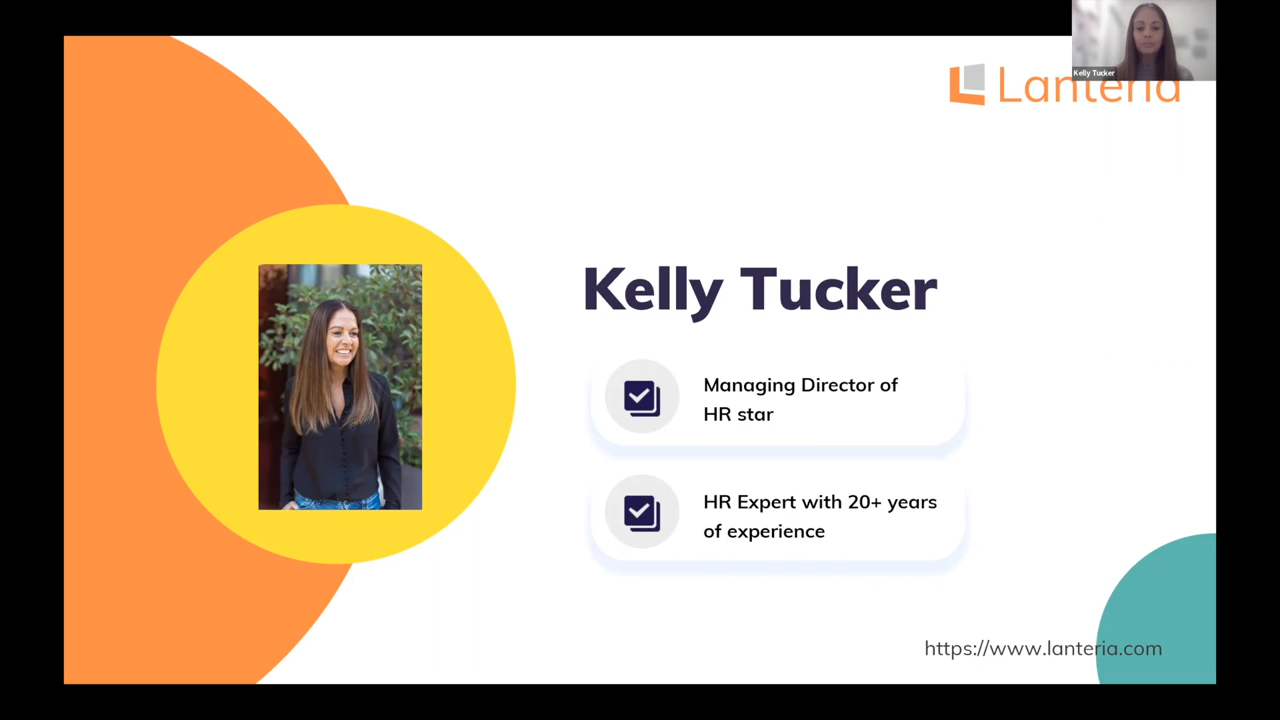 Kelly Tucker
Lanteria
Kelly Tucker
Managing Director of
HR star
HR Expert with 20+ years
of experience
https://www.lanteria.com